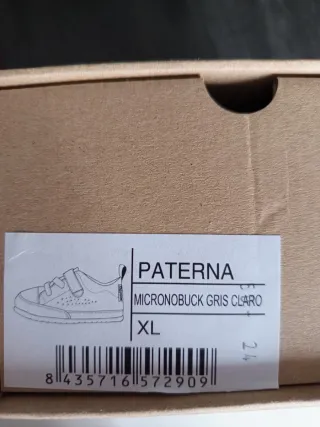 PATERNA
MICRONOBUCK GRIS CLARO
XL
24
8 435716 572909